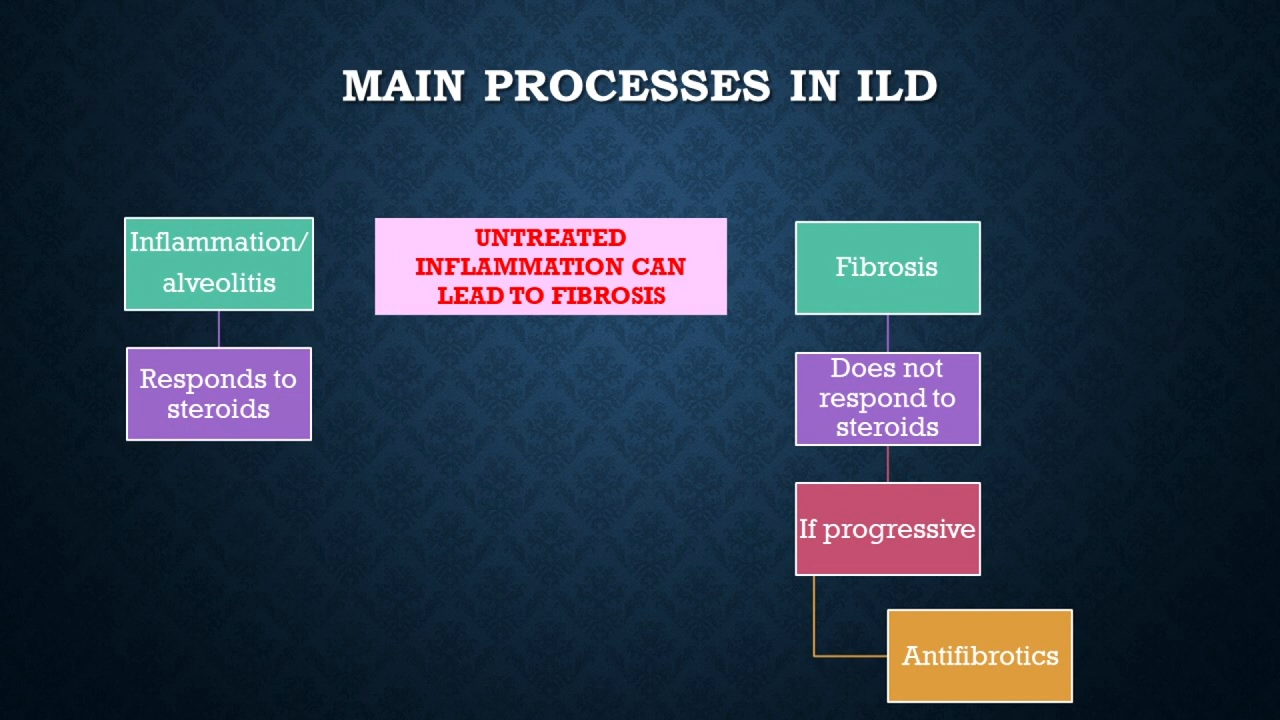 MAIN PROCESSES IN ILD
Inflammation/
alveolitis
Responds to
steroids
UNTREATED
INFLAMMATION CAN
LEAD TO FIBROSIS
Fibrosis
Does not
respond to
steroids
If progressive
Antifibrotics